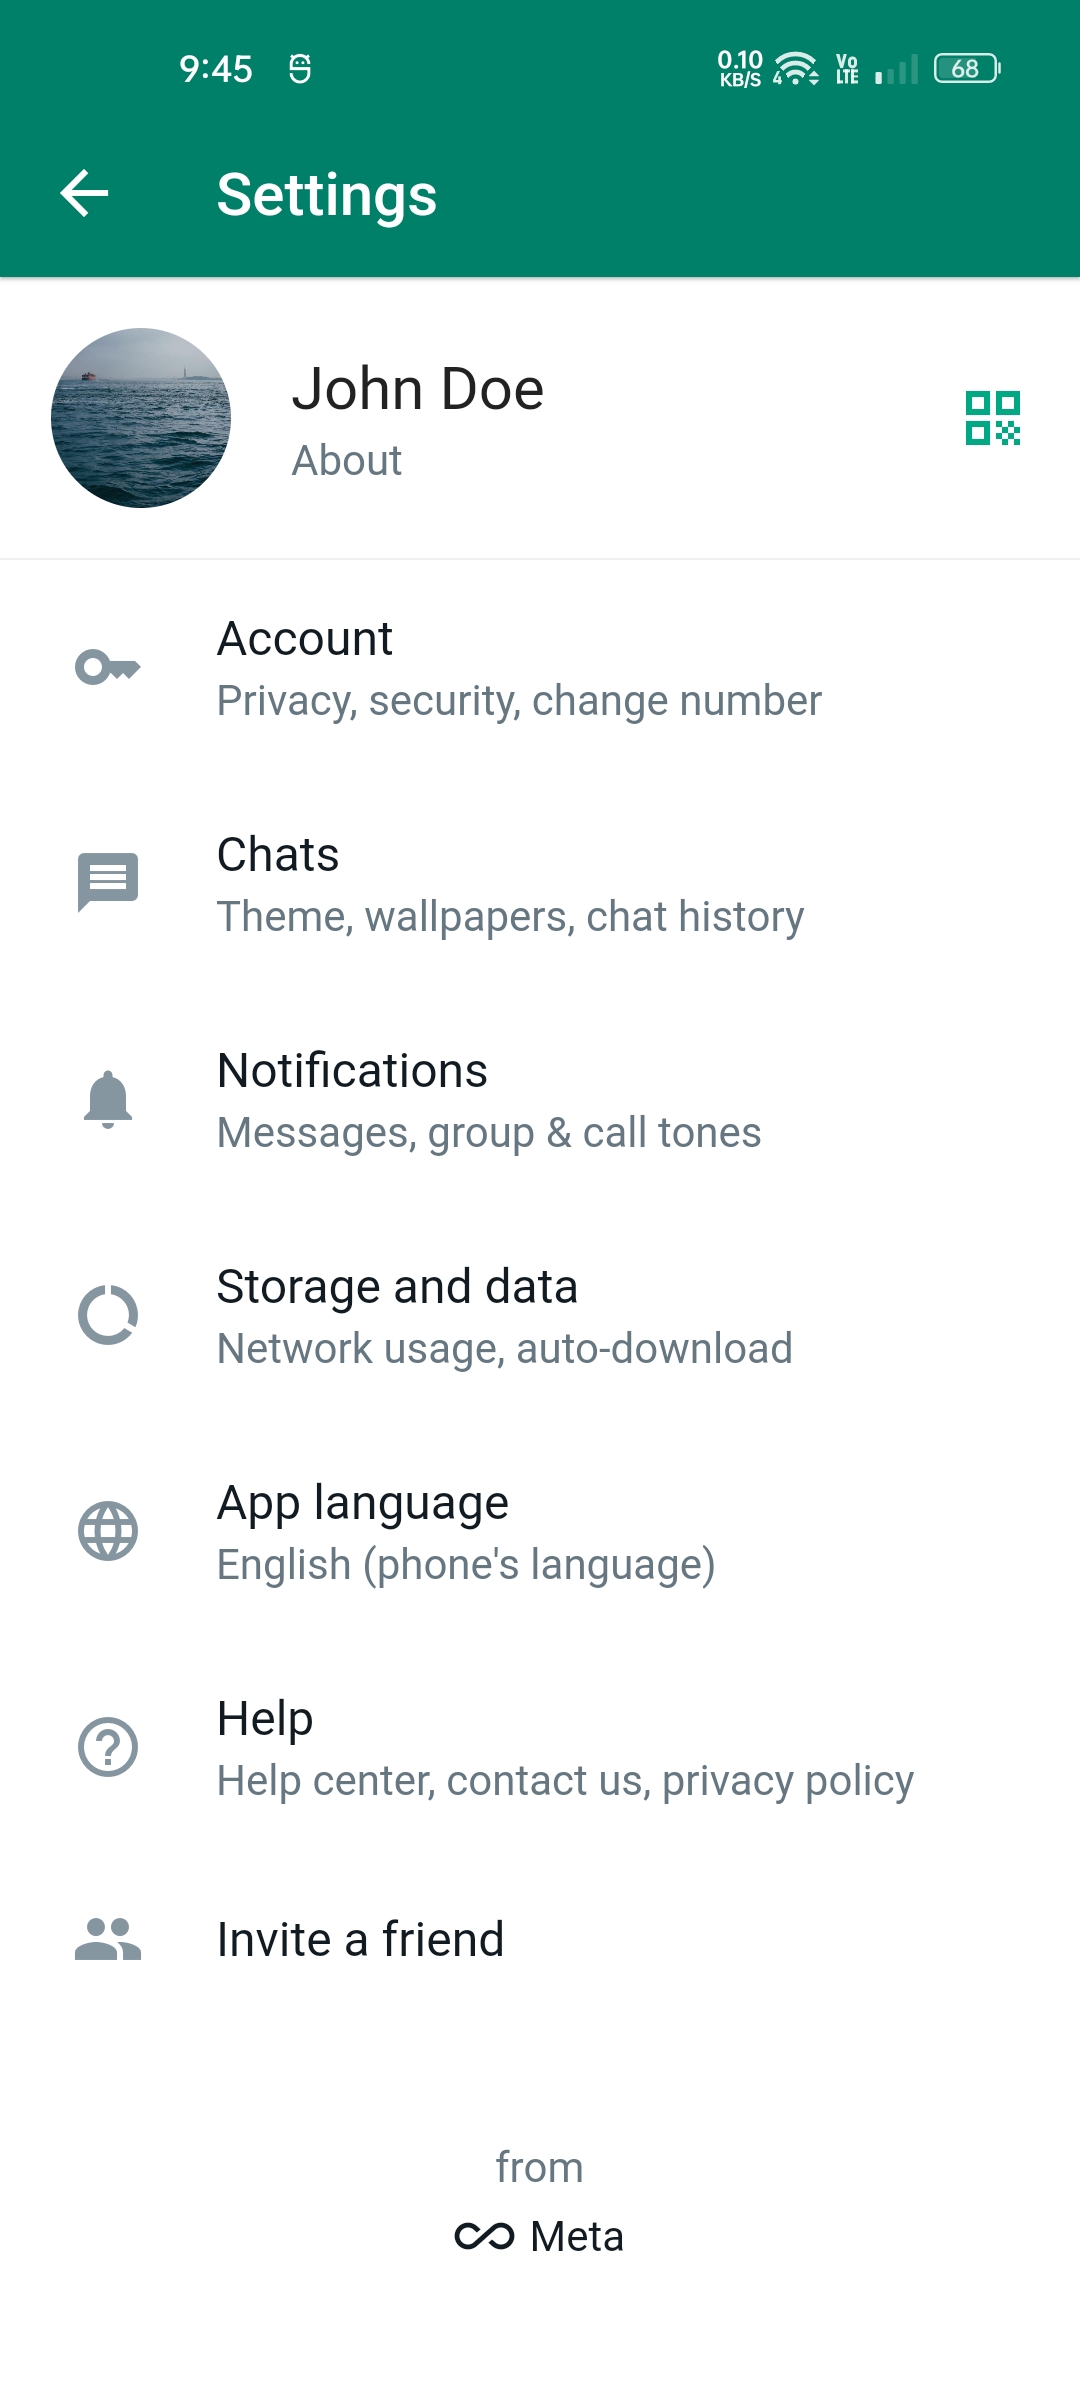 9:45
0.10
KB/S
4
Vo
LTE
68
Settings
John Doe
About
Account
Privacy, security, change number
Chats
Theme, wallpapers, chat history
Notifications
Messages, group & call tones
Storage and data
Network usage, auto-download
App language
English (phone's language)
Help
Help center, contact us, privacy policy
Invite a friend
from
Meta